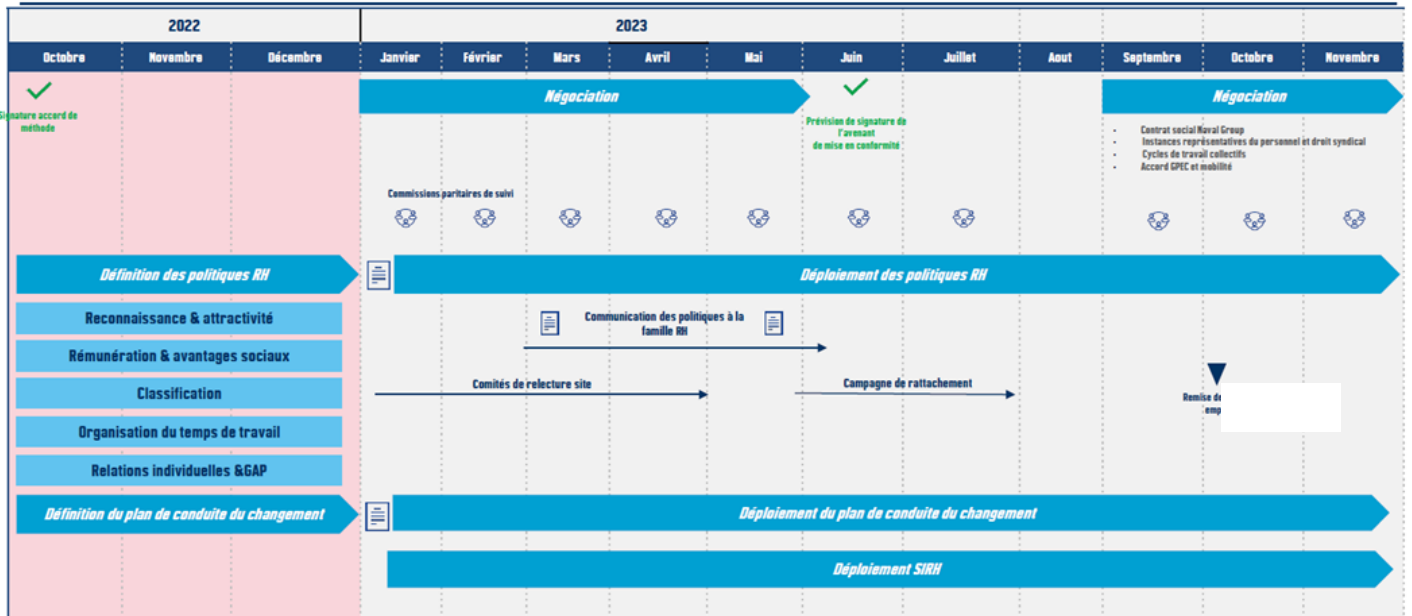 2022
2023
Octobre
Novembre
Décembre
Janvier
Février
Mars
Avril
Mai
Juin
Juillet
Aout
Septembre
Octobre
Novembre
Négociation
Négociation
Signature accord de
méthode
Prévision de signature de
l'avenant
de mise en conformité
Contrat social Naval Group
Instances représentatives du personnel et droit syndical
Cycles de travail collectifs
Accord GPEC et mobilité
Commissions paritaires de suivi
Définition des politiques RH
Déploiement des politiques RH
Reconnaissance & attractivité
Communication des politiques à la
famille RH
Rémunération & avantages sociaux
Classification
Comités de relecture site
Campagne de rattachement
Remise
Organisation du temps de travail
Relations individuelles &GAP
Définition du plan de conduite du changement
Déploiement du plan de conduite du changement
Déploiement SIRH